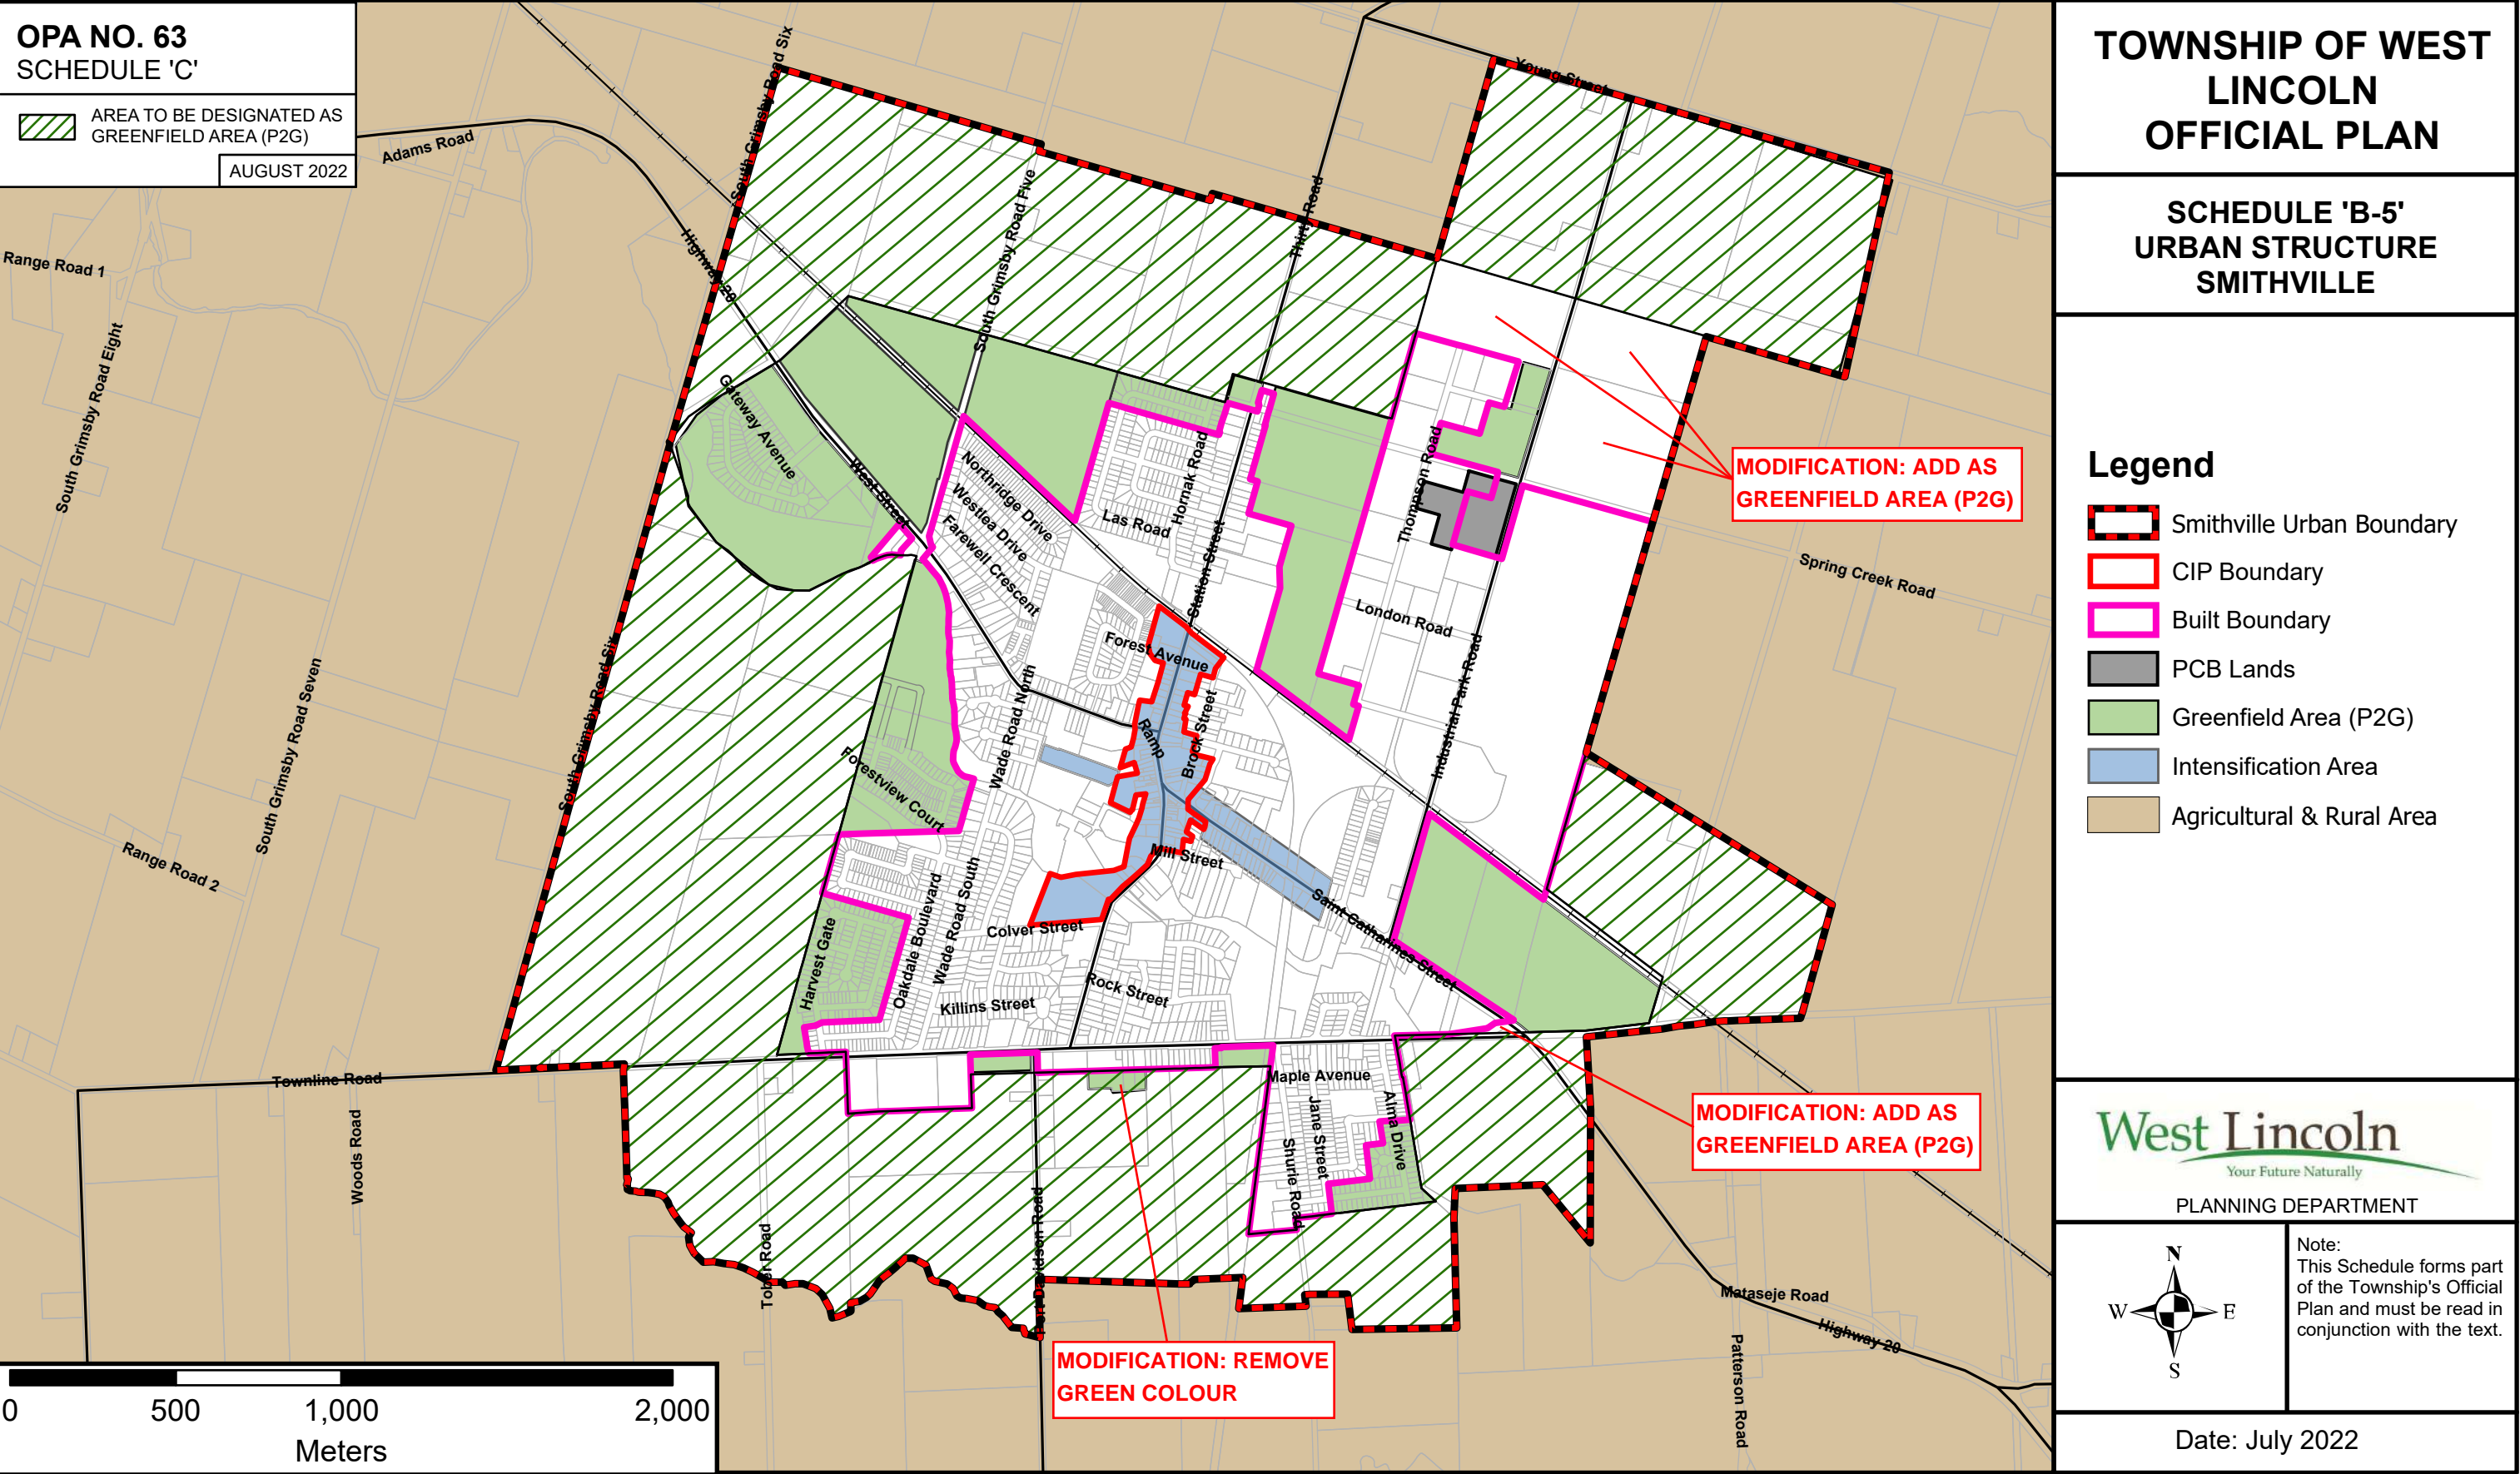 OPA NO. 63
SCHEDULE 'C'
AREA TO BE DESIGNATED AS
GREENFIELD AREA (P2G)
AUGUST 2022
TOWNSHIP OF WEST
LINCOLN
OFFICIAL PLAN
SCHEDULE 'B-5'
URBAN STRUCTURE
SMITHVILLE
Legend
Smithville Urban Boundary
CIP Boundary
Built Boundary
PCB Lands
Greenfield Area (P2G)
Intensification Area
Agricultural & Rural Area
West Lincoln
Your Future Naturally
PLANNING DEPARTMENT
N
W
E
S
Note:
This Schedule forms part
of the Township's Official
Plan and must be read in
conjunction with the text.
Date: July 2022
Young Street
Adams Road
South Grimsby Road Six
Highway 20
South Grimsby Road Five
Thirty Road
Range Road 1
South Grimsby Road Eight
Gateway Avenue
West Street
Northridge Drive
Westlea Drive
Farewell Crescent
Las Road
Hornak Road
Station Street
Thompson Road
MODIFICATION: ADD AS
GREENFIELD AREA (P2G)
Spring Creek Road
London Road
Industrial Park Road
Forest Avenue
Ramp
Brock Street
Wade Road North
South Grimsby Road Six
South Grimsby Road Seven
Forestview Court
Range Road 2
Mill Street
Saint Catharines Street
Colver Street
Oakdale Boulevard
Wade Road South
Harvest Gate
Killins Street
Rock Street
Townline Road
Woods Road
Maple Avenue
Jane Street
Alma Drive
Shurie Road
MODIFICATION: ADD AS
GREENFIELD AREA (P2G)
Tober Road
Port Davidson Road
MODIFICATION: REMOVE
GREEN COLOUR
Mataseje Road
Highway 20
Patterson Road
0
500
1,000
2,000
Meters